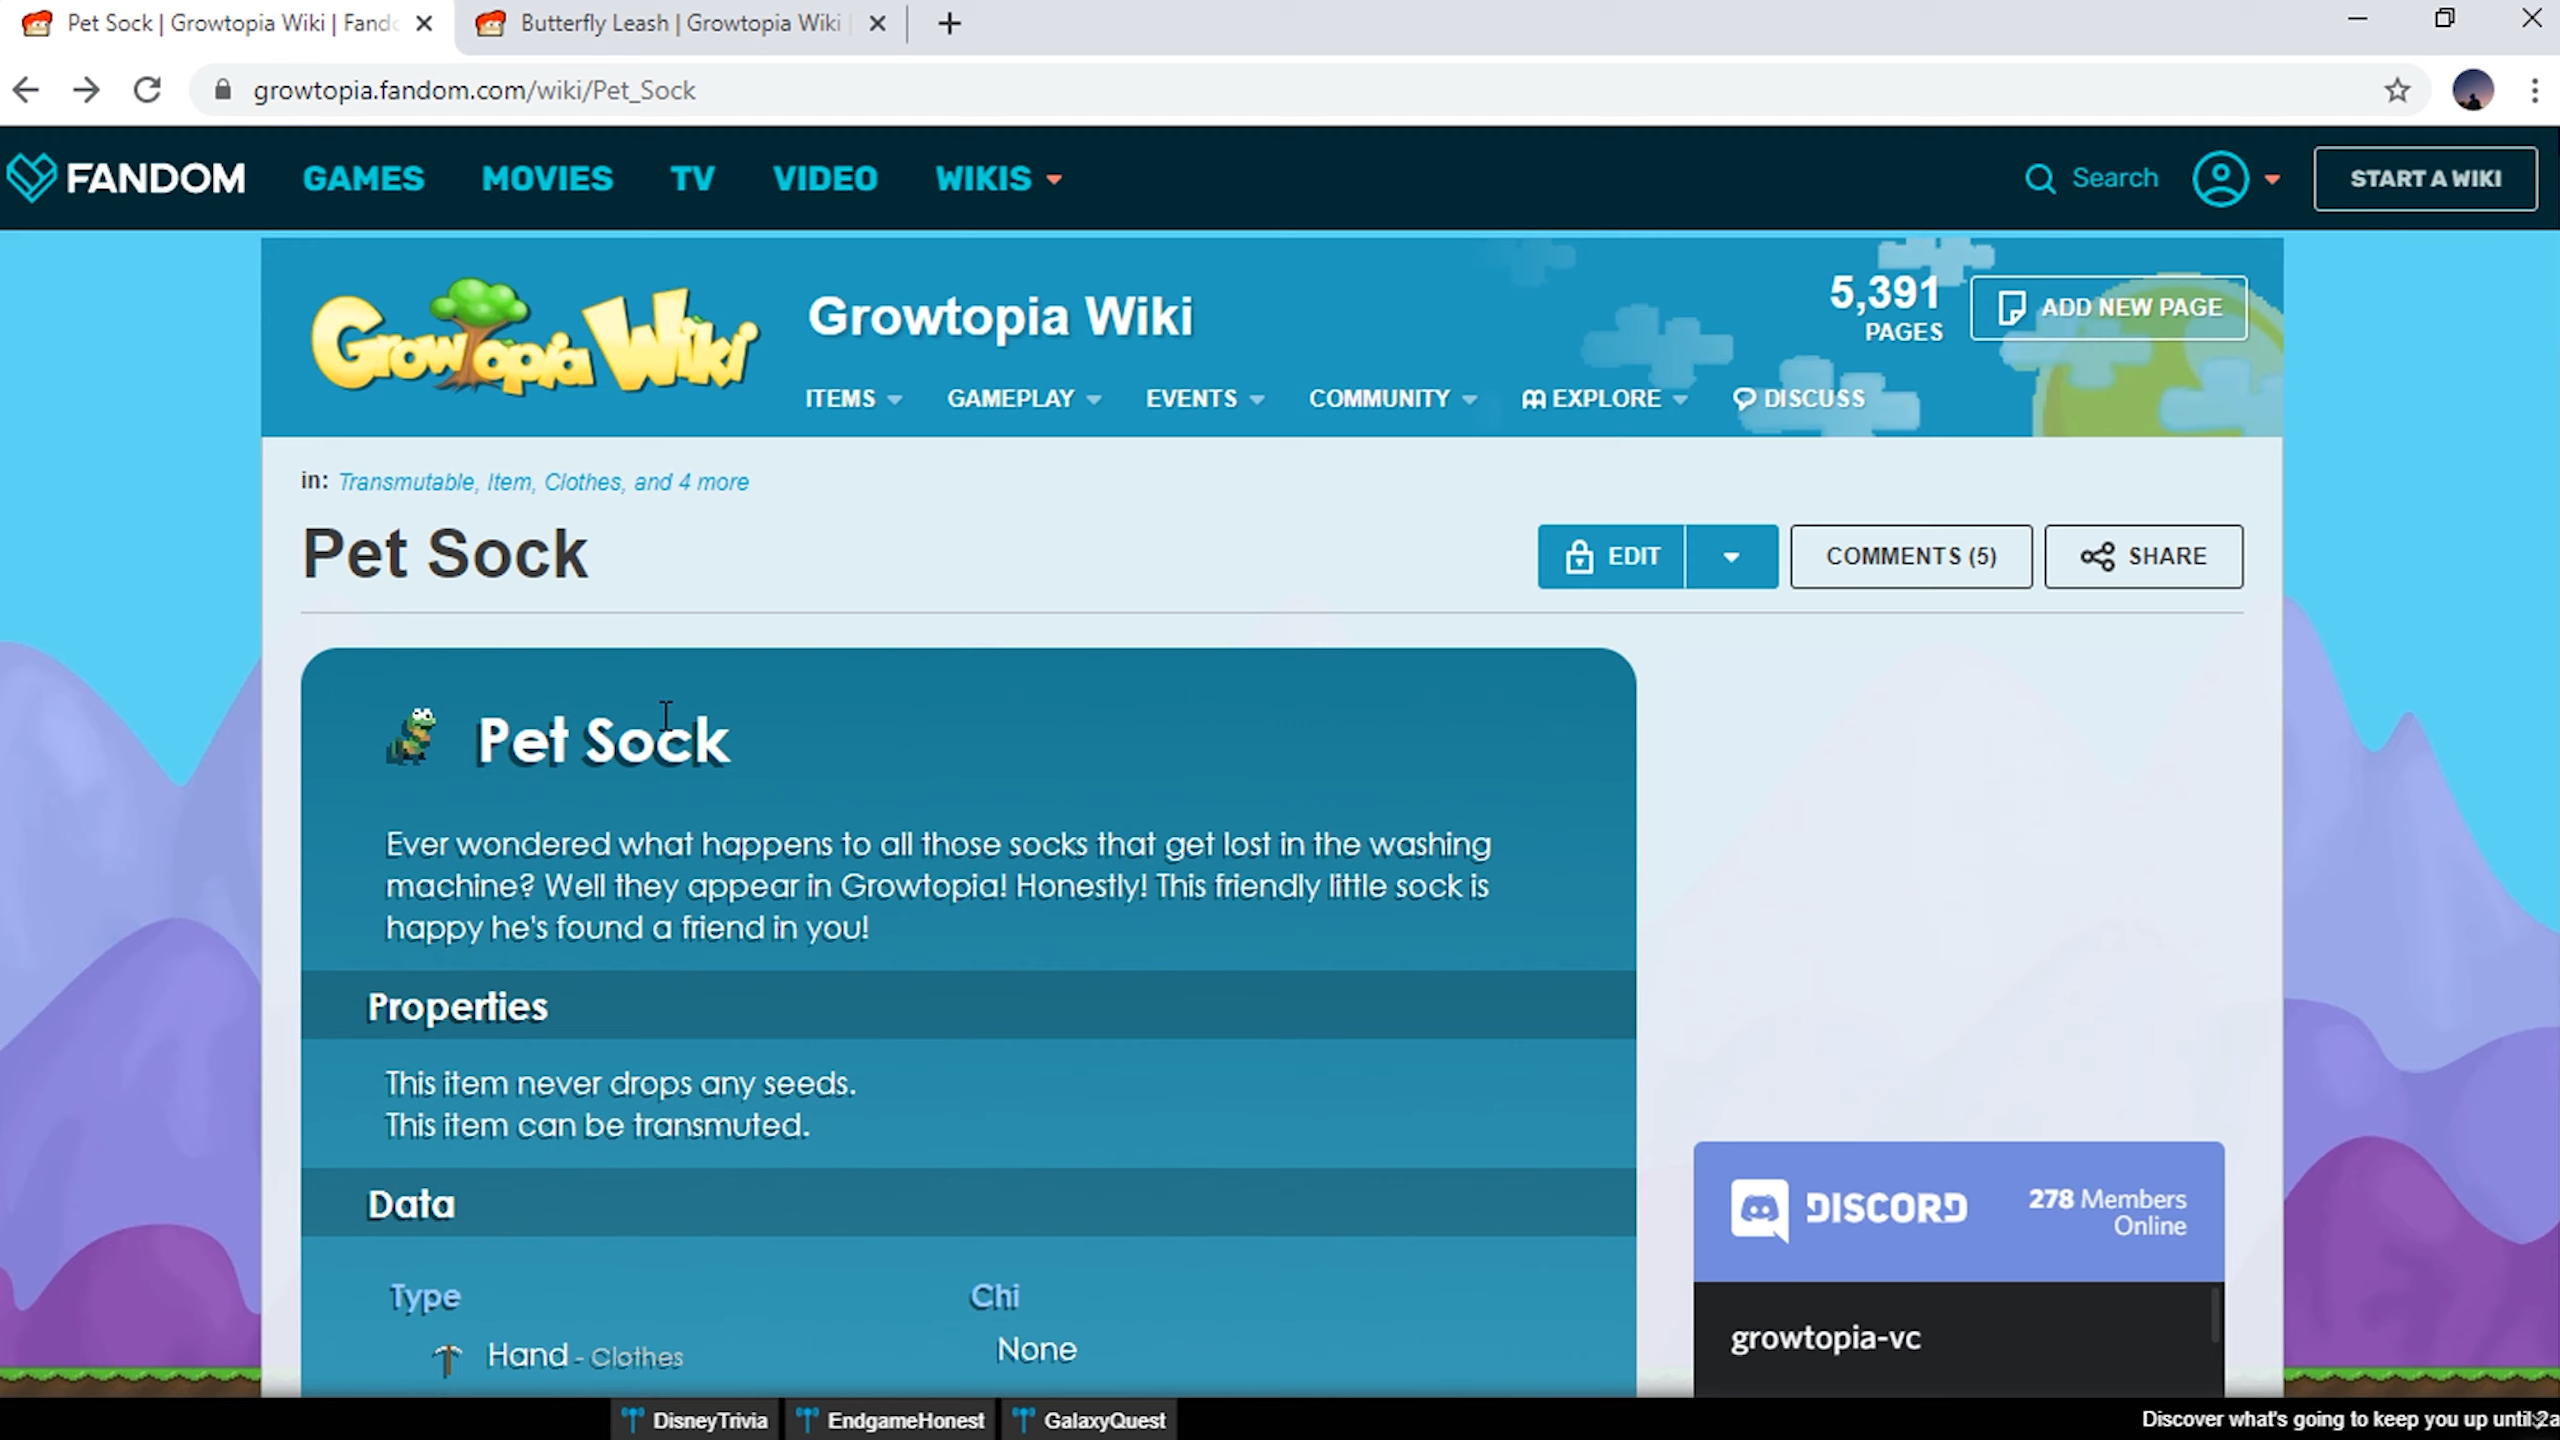 Pet Sock | Growtopia Wiki | Fando
Butterfly Leash | Growtopia Wiki |
growtopia.fandom.com/wiki/Pet_Sock
FANDOM GAMES MOVIES TV VIDEO WIKIS Search START A WIKI
Growtopia Wiki
Growtopia Wiki
5,391
PAGES
ADD NEW PAGE
ITEMS GAMEPLAY EVENTS COMMUNITY EXPLORE DISCUSS
in: Transmutable, Item, Clothes, and 4 more
Pet Sock
EDIT COMMENTS (5) SHARE
Pet Sock
Ever wondered what happens to all those socks that get lost in the washing
machine? Well they appear in Growtopia! Honestly! This friendly little sock is
happy he's found a friend in you!
Properties
This item never drops any seeds.
This item can be transmuted.
Data
Type Chi
Hand - Clothes None
DISCORD 278 Members
Online
growtopia-vc
DisneyTrivia EndgameHonest GalaxyQuest Discover what's going to keep you up until 2a